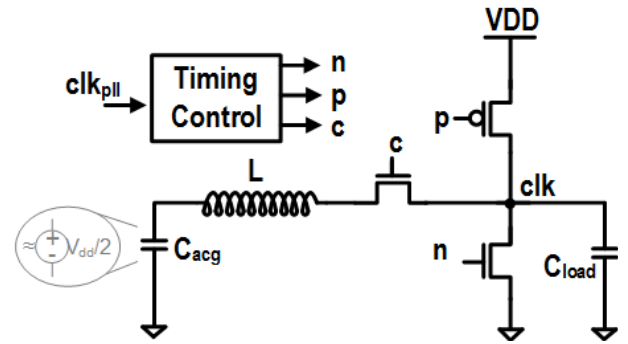 VDD
Timing
Control
clkpll
n
p
c
p
c
L
clk
≈
+
-
Vdd/2
Cacg
n
Cload